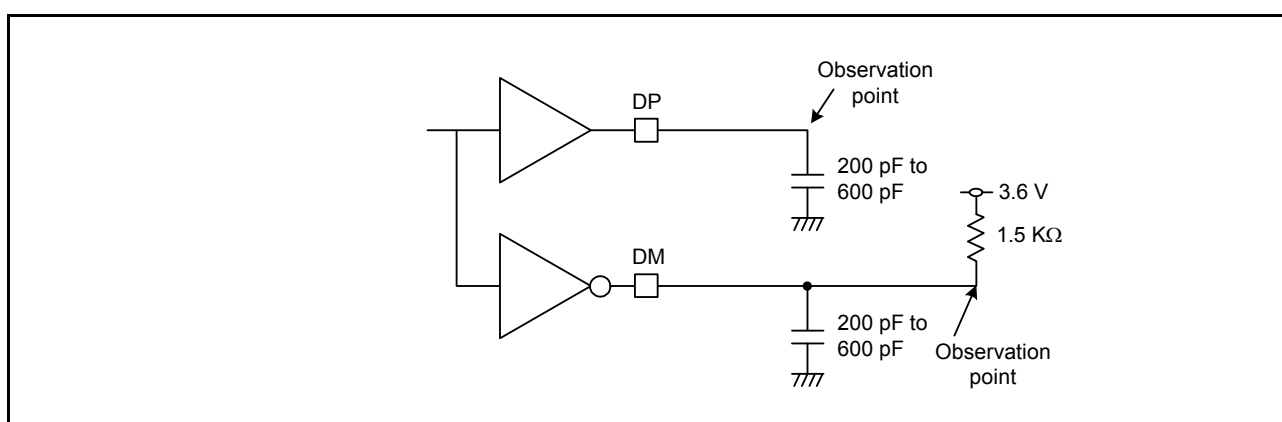 Observation
point
DP
200 pF to
600 pF
3.6 V
1.5 KΩ
DM
200 pF to
600 pF
Observation
point